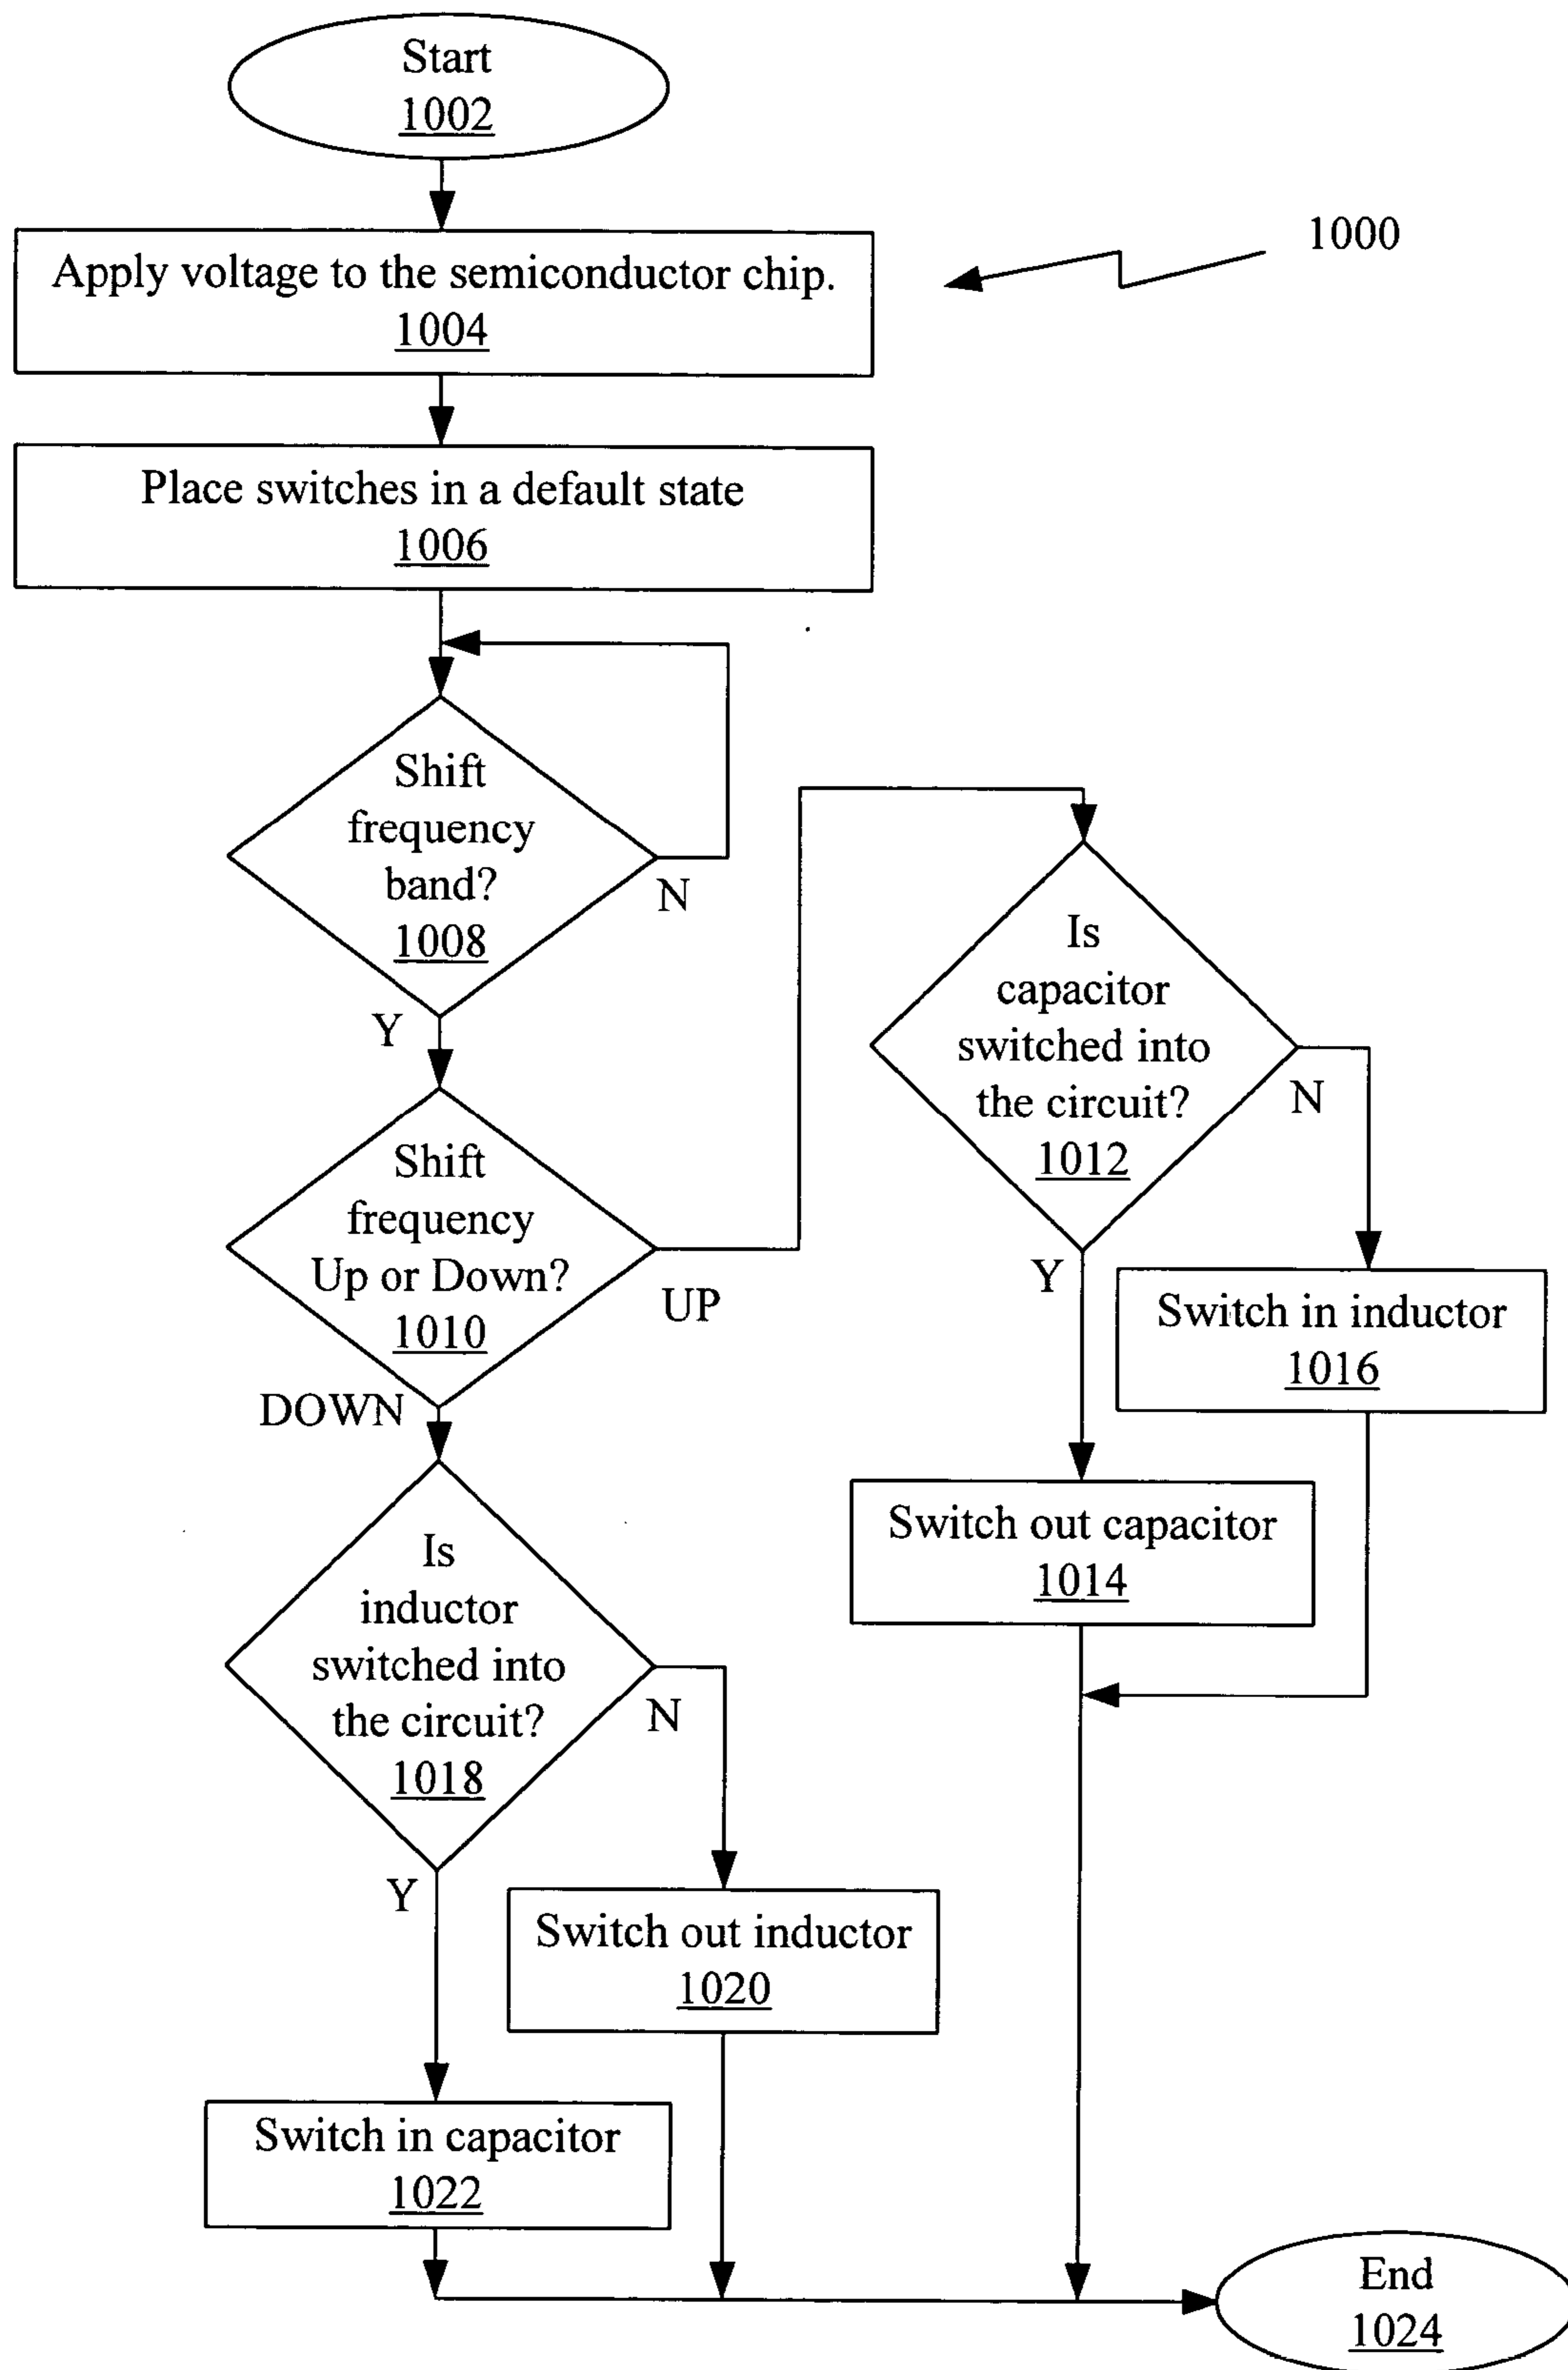 Start
1002
1000
Apply voltage to the semiconductor chip.
1004
Place switches in a default state
1006
Shift
frequency
band?
1008
N
Y
Shift
frequency
Up or Down?
1010
UP
DOWN
Is
capacitor
switched into
the circuit?
1012
N
Y
Switch in inductor
1016
Switch out capacitor
1014
Is
inductor
switched into
the circuit?
1018
N
Y
Switch out inductor
1020
Switch in capacitor
1022
End
1024